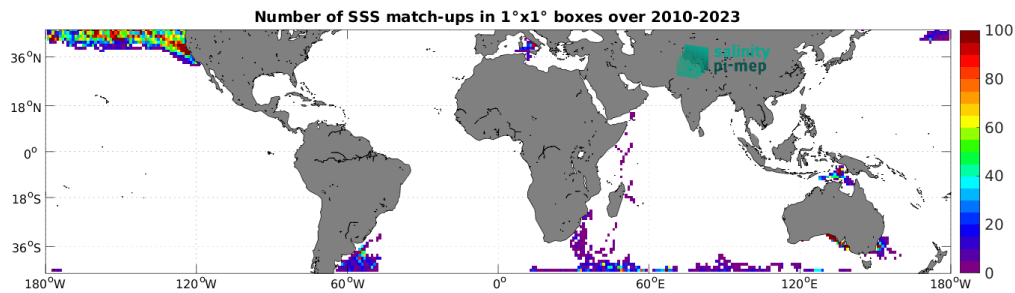 Number of SSS match-ups in 1°x1° boxes over 2010-2023
salinity
pi-mep
36°N
18°N
0°
18°S
36°S
180°W
120°W
60°W
0°
60°E
120°E
180°W
100
80
60
40
20
0